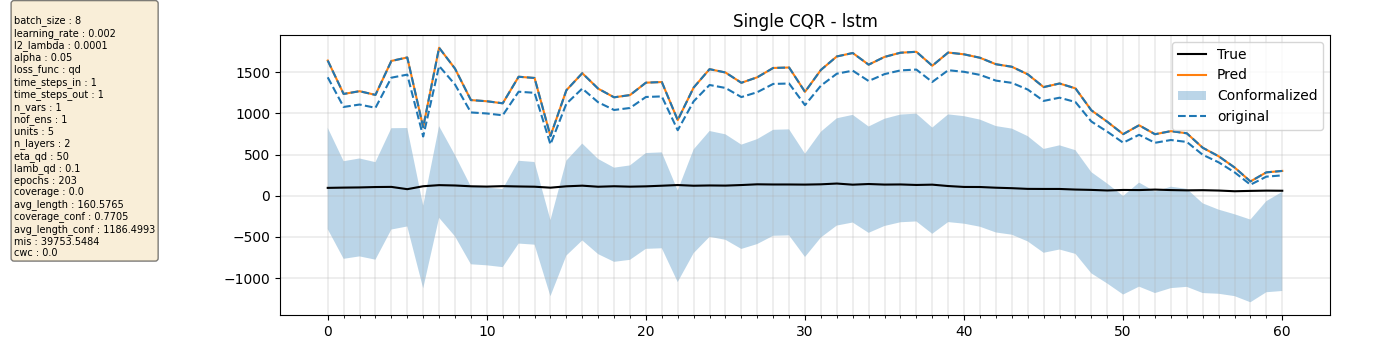 batch_size : 8
learning_rate : 0.002
l2_lambda : 0.0001
alpha : 0.05
loss_func : qd
time_steps_in : 1
time_steps_out : 1
n_vars : 1
nof_ens : 1
units : 5
n_layers : 2
eta_qd : 50
lamb_qd : 0.1
epochs : 203
coverage : 0.0
avg_length : 160.5765
coverage_conf : 0.7705
avg_length_conf : 1186.4993
mis : 39753.5484
cwc : 0.0
Single CQR - lstm
True
Pred
Conformalized
original
1500
1000
500
0
−500
−1000
0 10 20 30 40 50 60